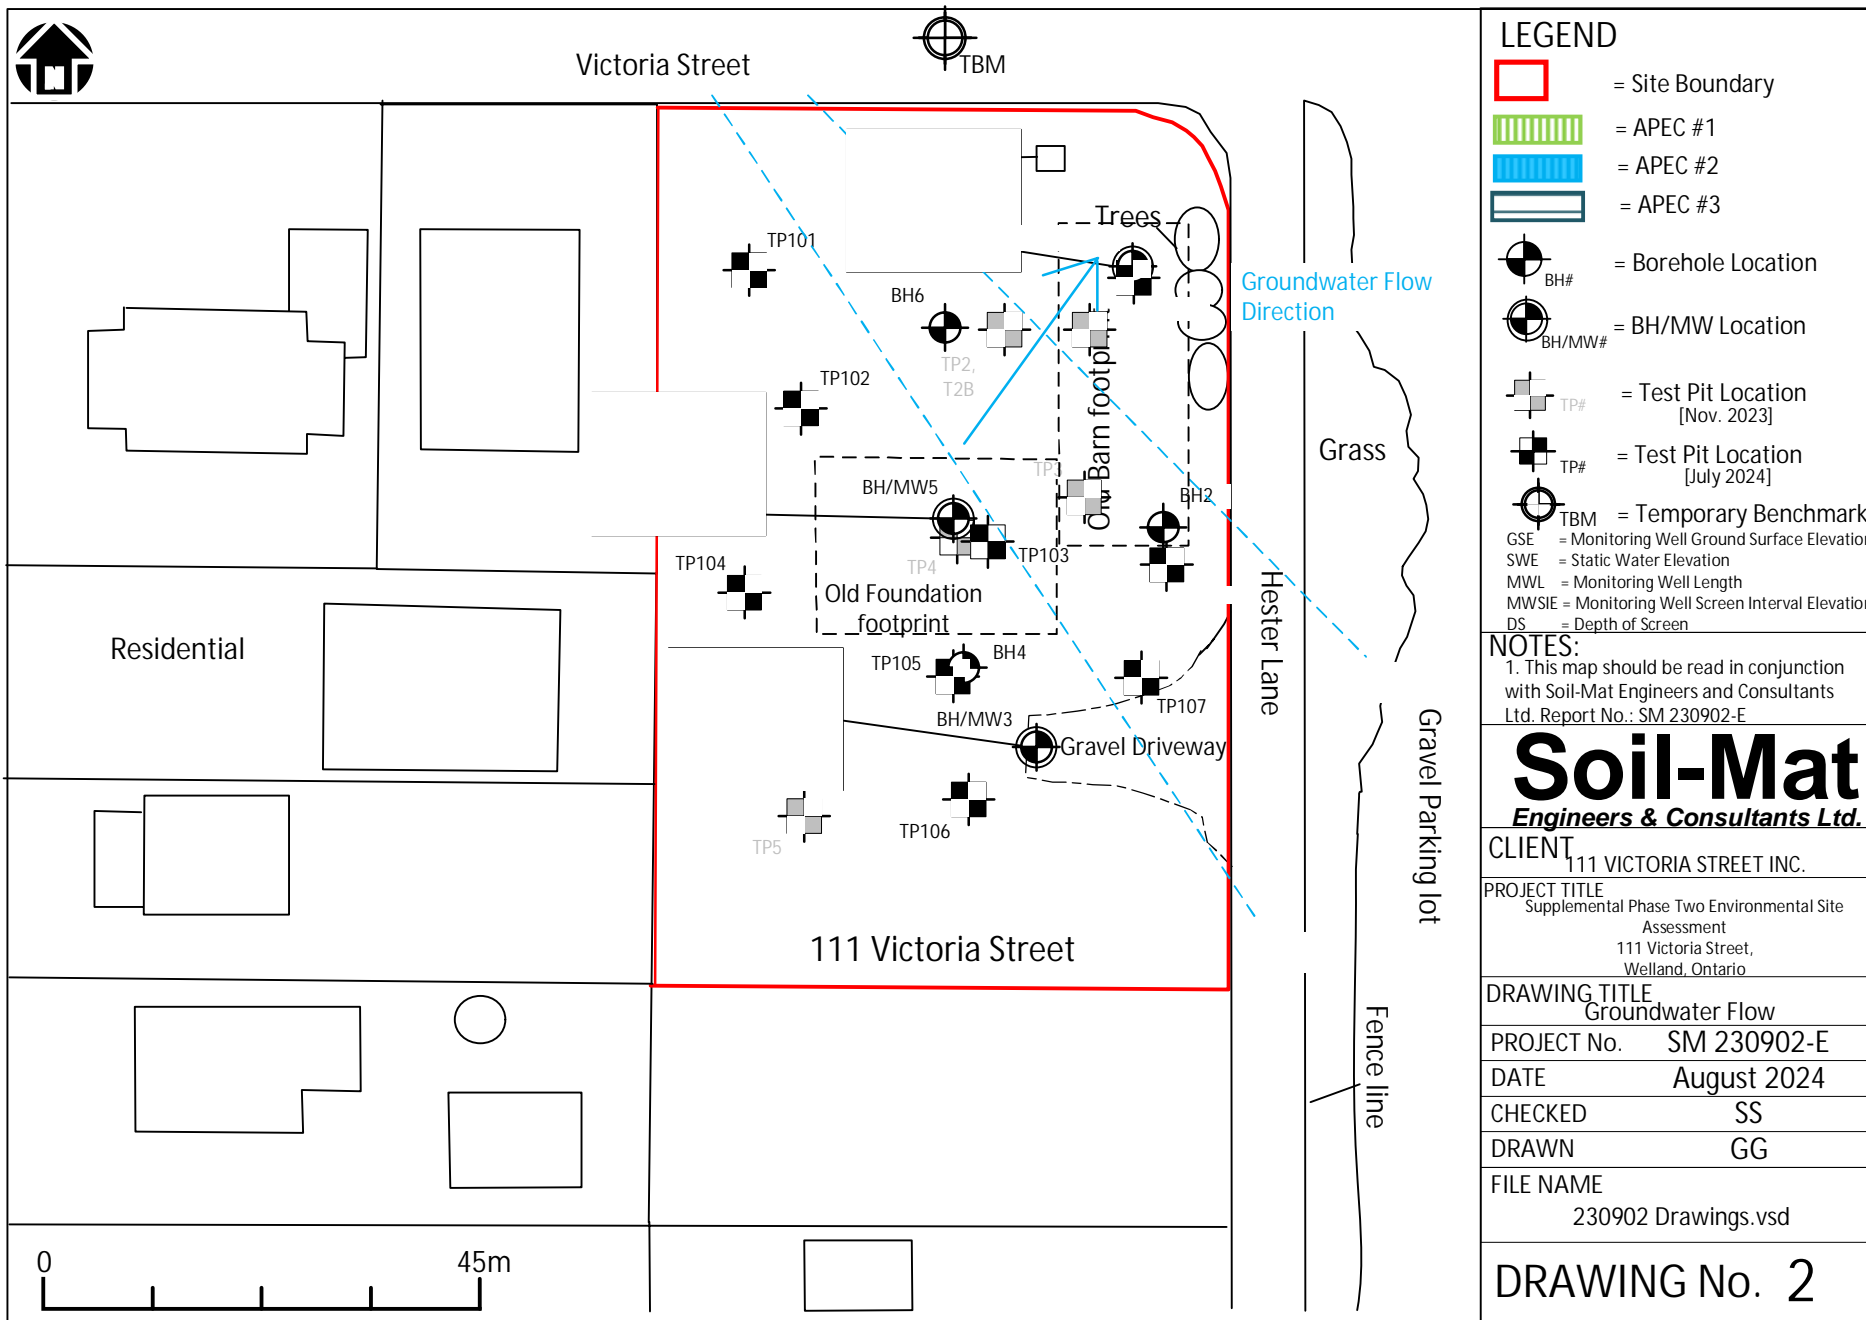 N
Victoria Street
TBM
Trees
TP101
Groundwater Flow
Direction
BH6
TP2,
T2B
TP102
Grass
TP3
BH/MW5
BH2
TP103
TP104
TP4
Old Foundation
footprint
Hester Lane
Residential
TP105
BH4
TP107
BH/MW3
Gravel Driveway
Gravel Parking lot
TP106
TP5
111 Victoria Street
Fence line
0
45m
LEGEND
= Site Boundary
= APEC #1
= APEC #2
= APEC #3
= Borehole Location
BH#
= BH/MW Location
BH/MW#
= Test Pit Location
TP#
[Nov. 2023]
= Test Pit Location
TP#
[July 2024]
TBM = Temporary Benchmark
GSE = Monitoring Well Ground Surface Elevation
SWE = Static Water Elevation
MWL = Monitoring Well Length
MWSIE = Monitoring Well Screen Interval Elevation
DS = Depth of Screen
NOTES:
1. This map should be read in conjunction
with Soil-Mat Engineers and Consultants
Ltd. Report No.: SM 230902-E
Soil-Mat
Engineers & Consultants Ltd.
CLIENT
111 VICTORIA STREET INC.
PROJECT TITLE
Supplemental Phase Two Environmental Site
Assessment
111 Victoria Street,
Welland, Ontario
DRAWING TITLE
Groundwater Flow
PROJECT No. SM 230902-E
DATE August 2024
CHECKED SS
DRAWN GG
FILE NAME
230902 Drawings.vsd
DRAWING No. 2
Old Barn footp